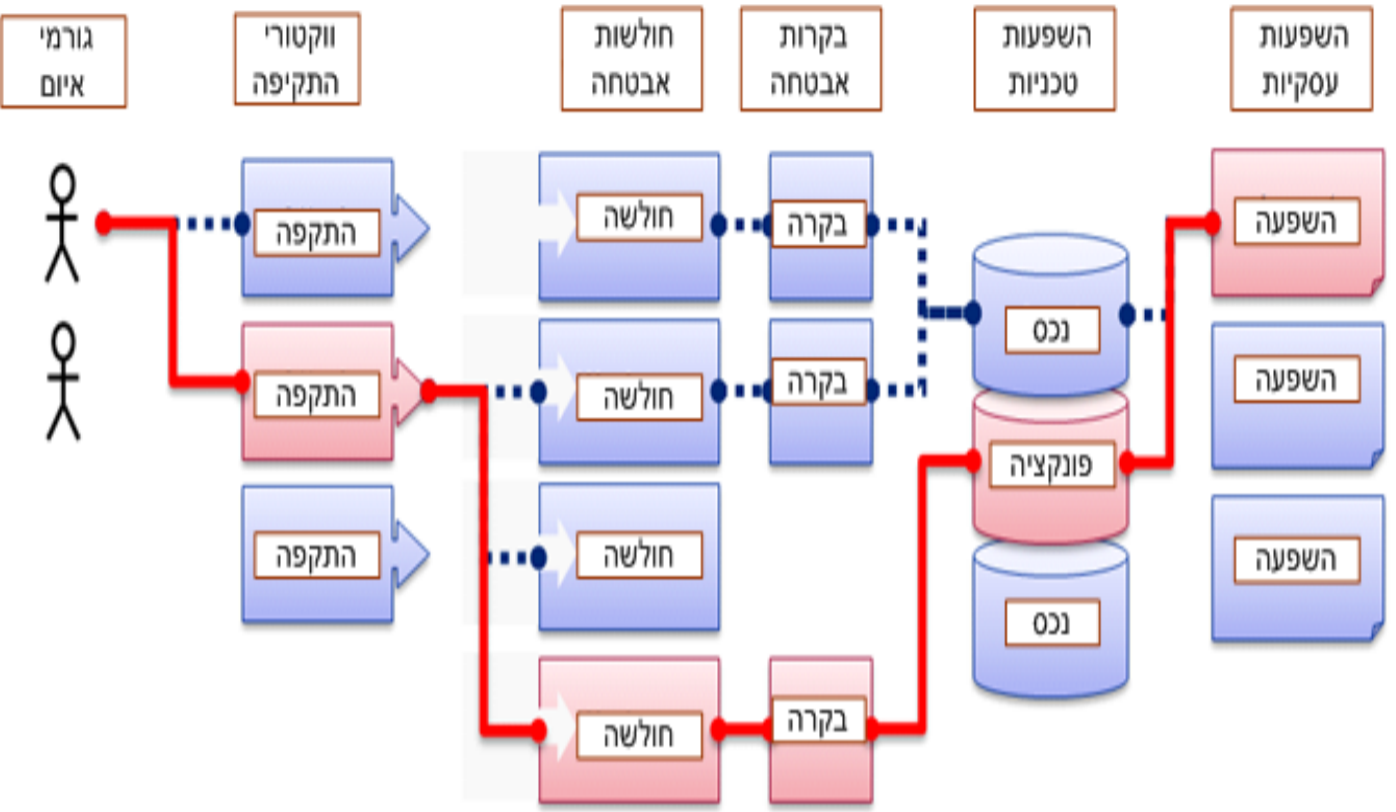 גורמי
איום
ווקטורי
התקיפה
חולשות
אבטחה
בקרות
אבטחה
השפעות
טכניות
השפעות
עסקיות
התקפה
חולשה
בקרה
השפעה
נכס
התקפה
חולשה
בקרה
השפעה
פונקציה
התקפה
חולשה
השפעה
נכס
חולשה
בקרה